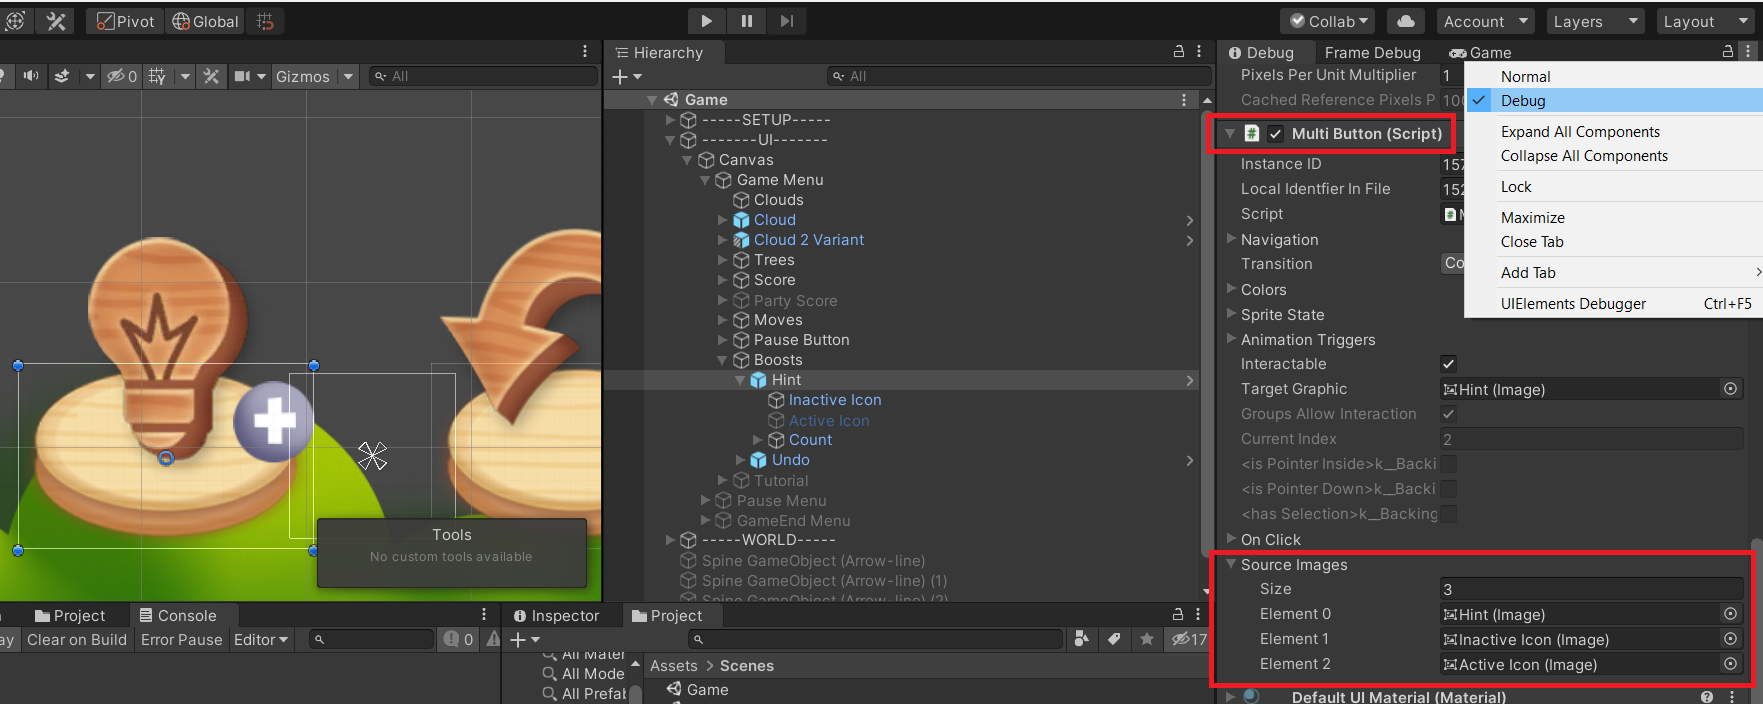 Pivot Global Collab Account Layers Layout
Hierarchy Debug Frame Debug Game
0 Gizmos All
All
Pixels Per Unit Multiplier 1
Cached Reference Pixels P 100
Normal
Debug
Expand All Components
Collapse All Components
Lock
Maximize
Close Tab
Add Tab
UIElements Debugger Ctrl+F5
Game
-----SETUP-----
-------UI-------
Canvas
Game Menu
Clouds
Cloud
Cloud 2 Variant
Trees
Score
Party Score
Moves
Pause Button
Boosts
Hint
Inactive Icon
Active Icon
Count
Undo
Tutorial
Pause Menu
GameEnd Menu
-----WORLD-----
Spine GameObject (Arrow-line)
Spine GameObject (Arrow-line) (1)
Spine GameObject (Arrow-line) (2)
# Multi Button (Script)
Instance ID 157
Local Identfier In File 152
Script
Navigation
Transition Co
Colors
Sprite State
Animation Triggers
Interactable
Target Graphic Hint (Image)
Groups Allow Interaction
Current Index 2
<is Pointer Inside>k__Backi
<is Pointer Down>k__Backi
<has Selection>k__Backing
On Click
Source Images
Size 3
Element 0 Hint (Image)
Element 1 Inactive Icon (Image)
Element 2 Active Icon (Image)
Default UI Material (Material)
Tools
No custom tools available
Project Console
ay Clear on Build Error Pause Editor 0
Inspector Project
17
All Mater
All Mode
All Prefab
Assets > Scenes
Game